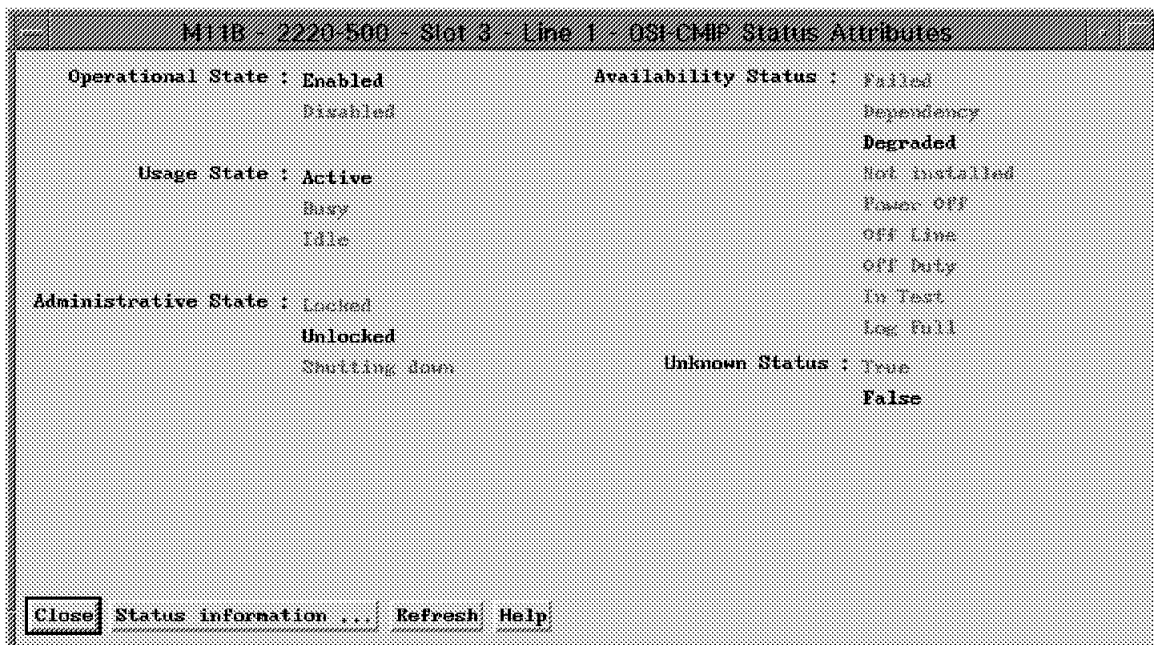 M11B - 2220-500 - Slot 3 - Line 1 - OSI-CMIP Status Attributes
Operational State : Enabled
Disabled
Usage State : Active
Busy
Idle
Administrative State : Locked
Unlocked
Shutting down
Availability Status : Failed
Dependency
Degraded
Not installed
Power Off
Off Line
Off Duty
In Test
Log Full
Unknown Status : True
False
Close Status information ... Refresh Help